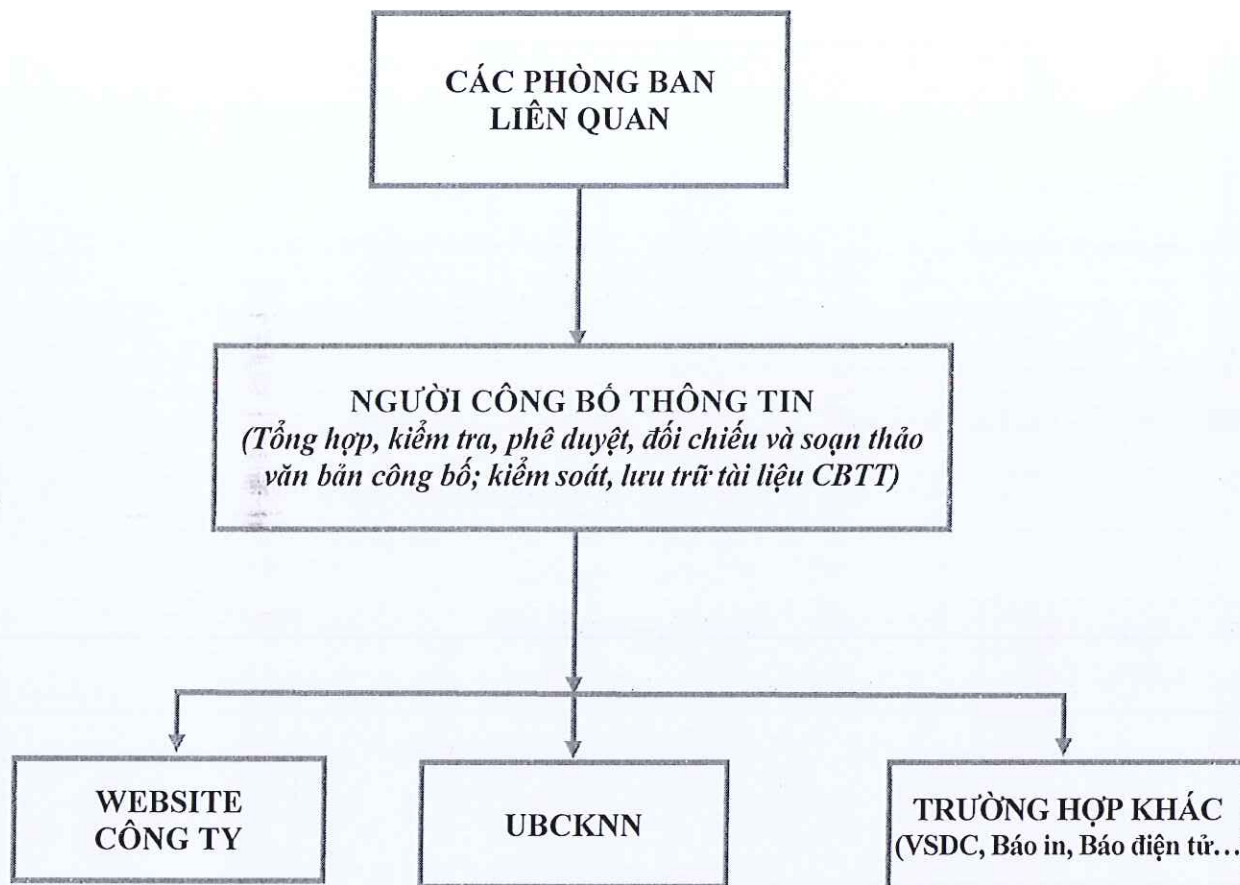 CÁC PHÒNG BAN
LIÊN QUAN
NGƯỜI CÔNG BỐ THÔNG TIN
(Tổng hợp, kiểm tra, phê duyệt, đối chiếu và soạn thảo
văn bản công bố; kiểm soát, lưu trữ tài liệu CBTT)
WEBSITE
CÔNG TY
UBCKNN
TRƯỜNG HỢP KHÁC
(VSDC, Báo in, Báo điện tử…